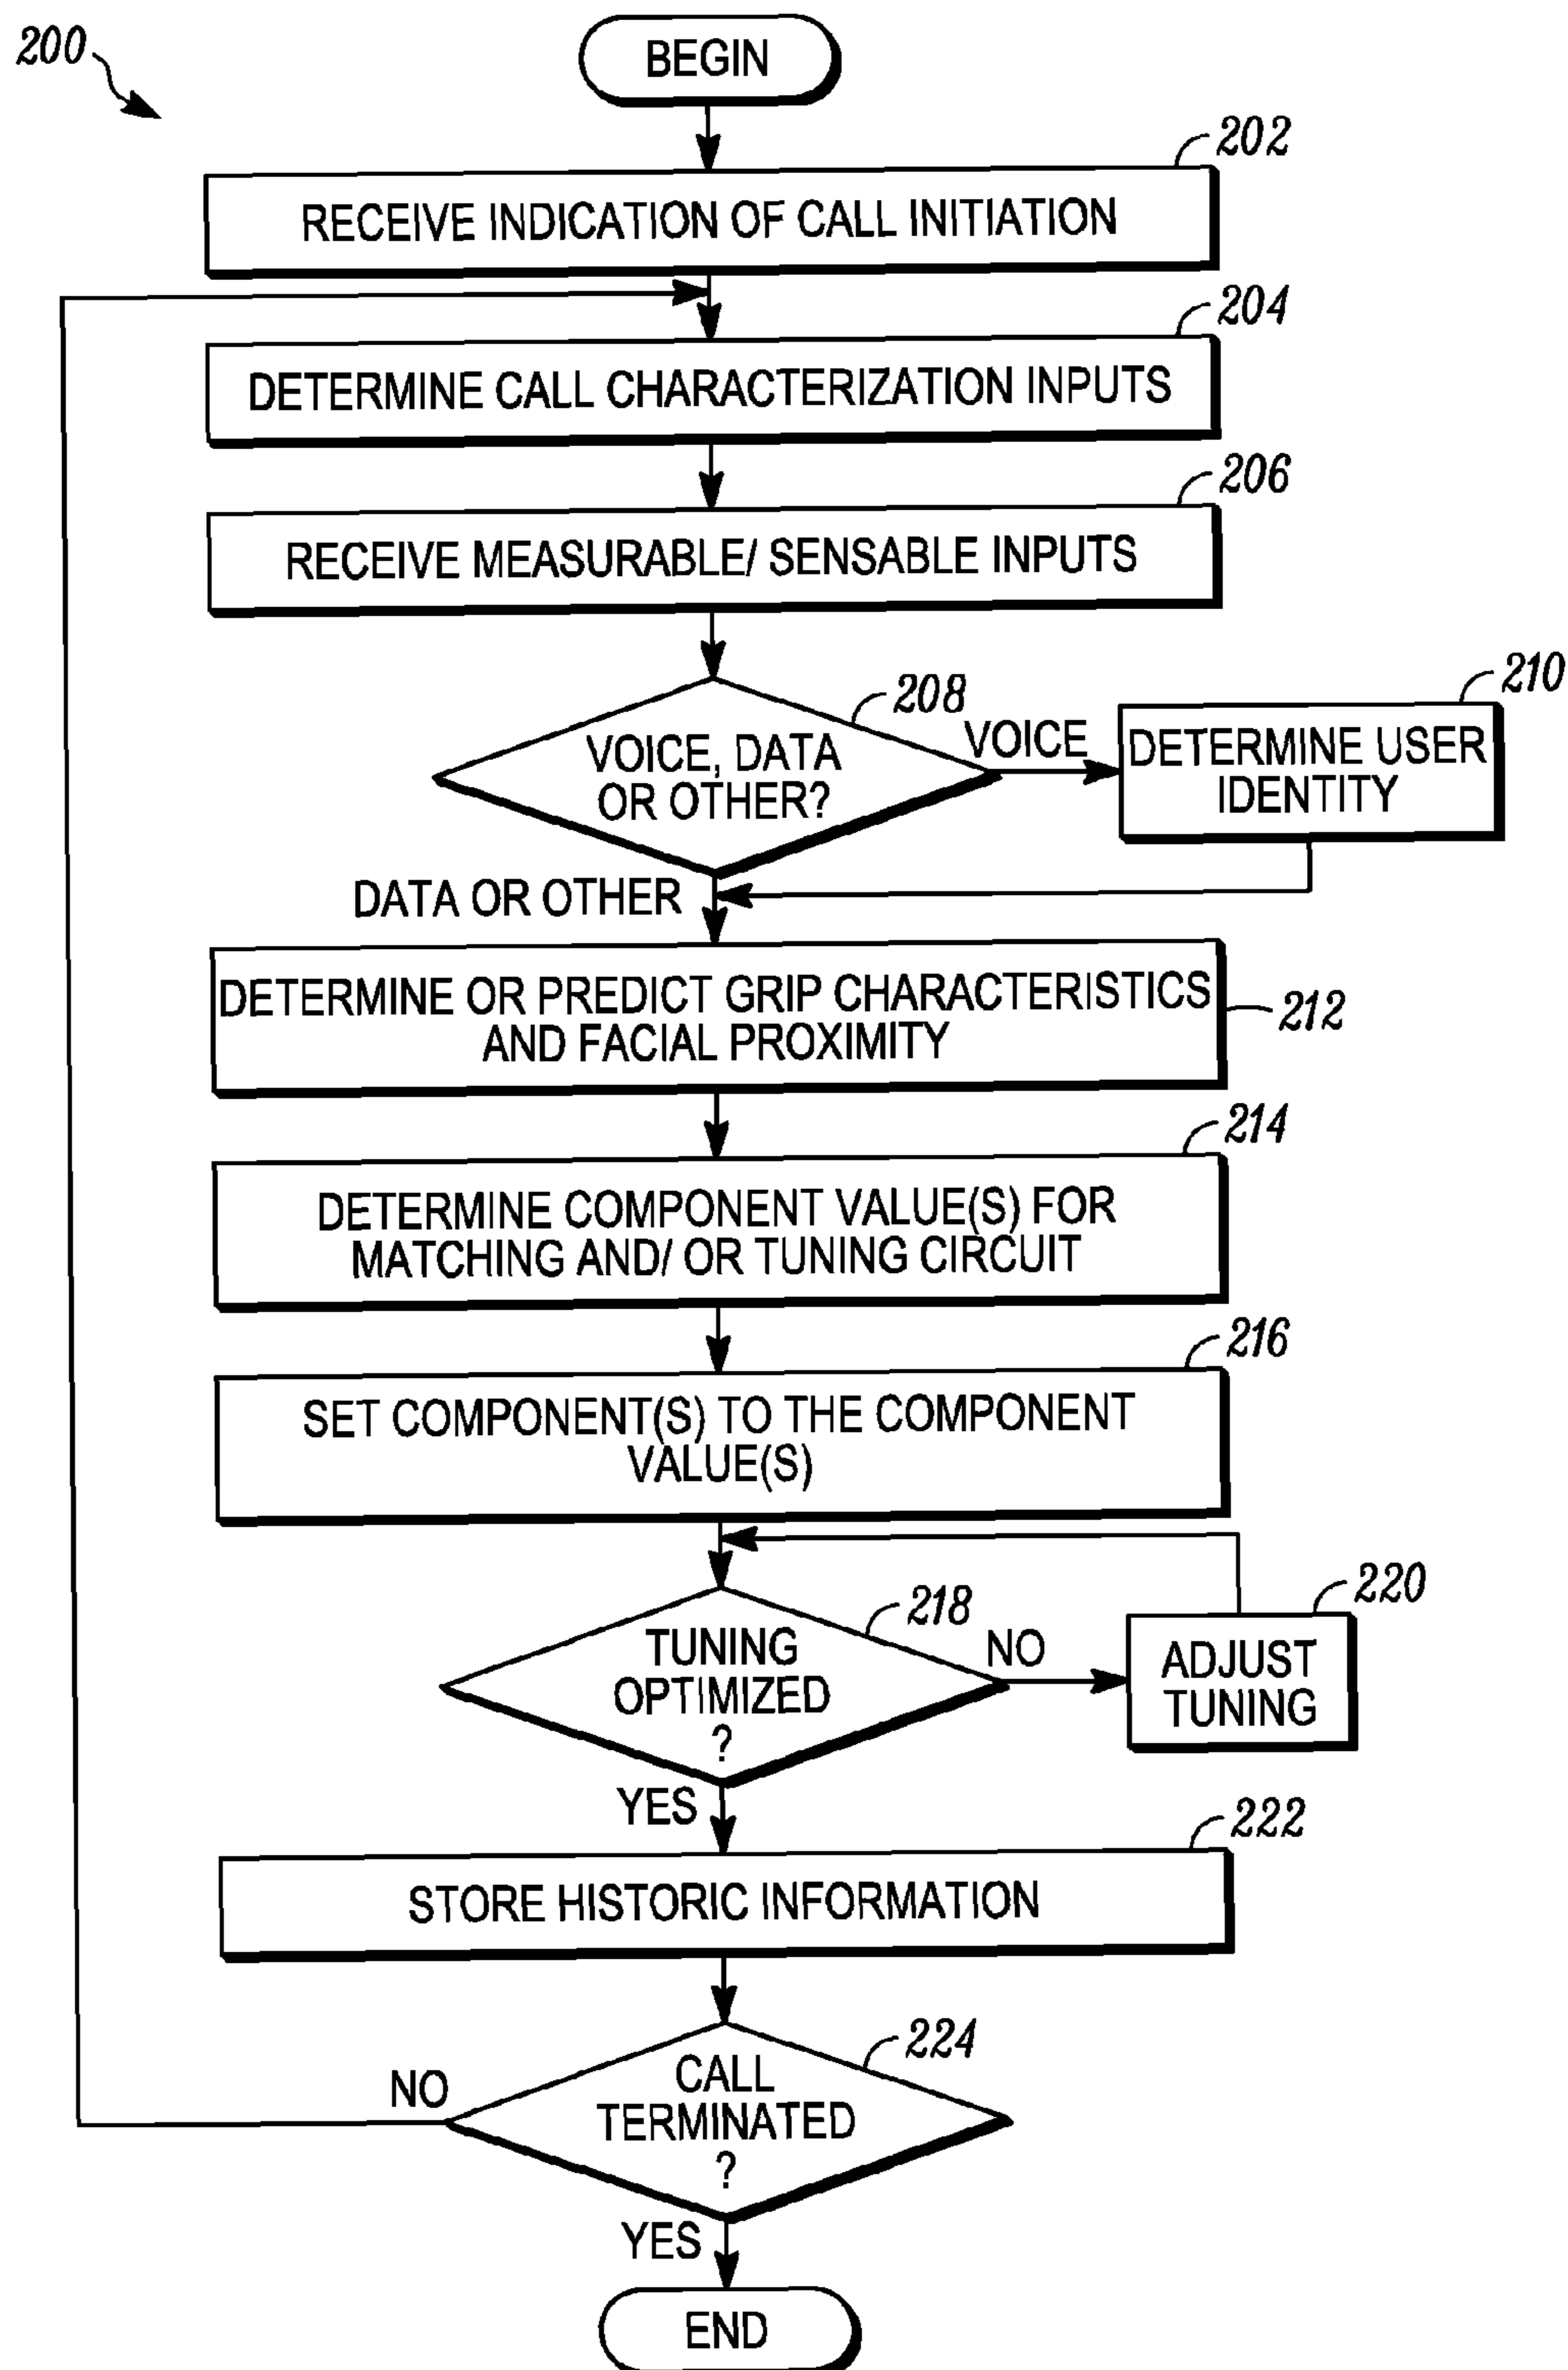 200
BEGIN
202
RECEIVE INDICATION OF CALL INITIATION
204
DETERMINE CALL CHARACTERIZATION INPUTS
206
RECEIVE MEASURABLE/ SENSABLE INPUTS
208
VOICE, DATA
OR OTHER?
VOICE
210
DETERMINE USER
IDENTITY
DATA OR OTHER
DETERMINE OR PREDICT GRIP CHARACTERISTICS
AND FACIAL PROXIMITY
212
214
DETERMINE COMPONENT VALUE(S) FOR
MATCHING AND/ OR TUNING CIRCUIT
216
SET COMPONENT(S) TO THE COMPONENT
VALUE(S)
218
TUNING
OPTIMIZED
?
NO
220
ADJUST
TUNING
YES
222
STORE HISTORIC INFORMATION
224
CALL
TERMINATED
?
NO
YES
END